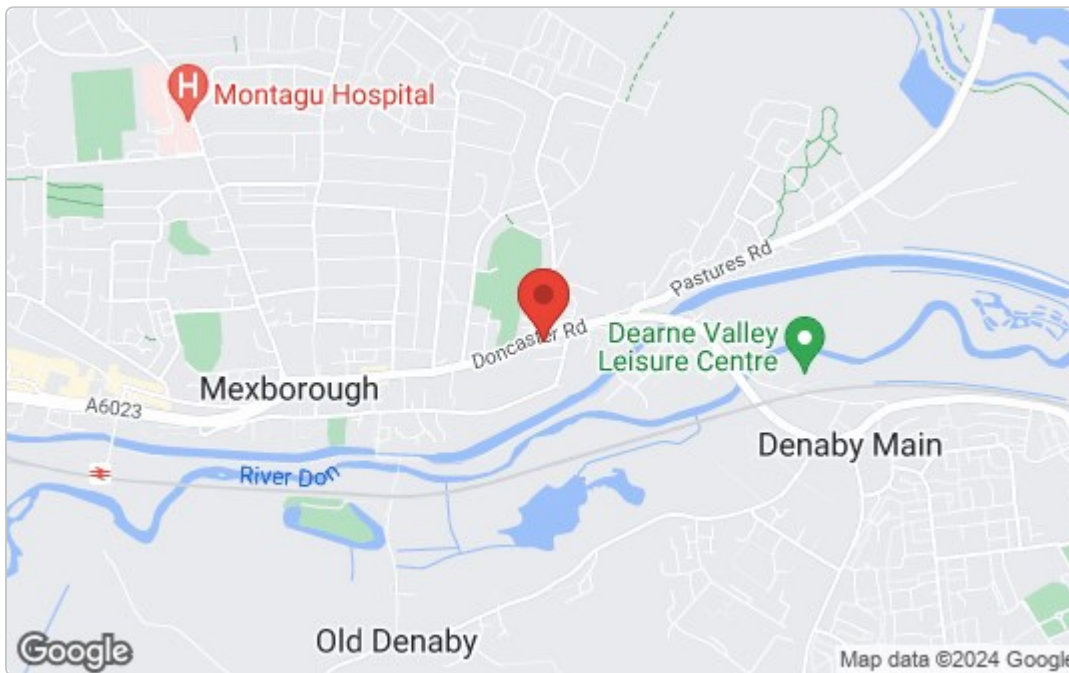 H
Montagu Hospital
Pastures Rd
Doncaster Rd
Dearne Valley
Leisure Centre
Mexborough
A6023
Denaby Main
River Don
Old Denaby
Google
Map data ©2024 Google